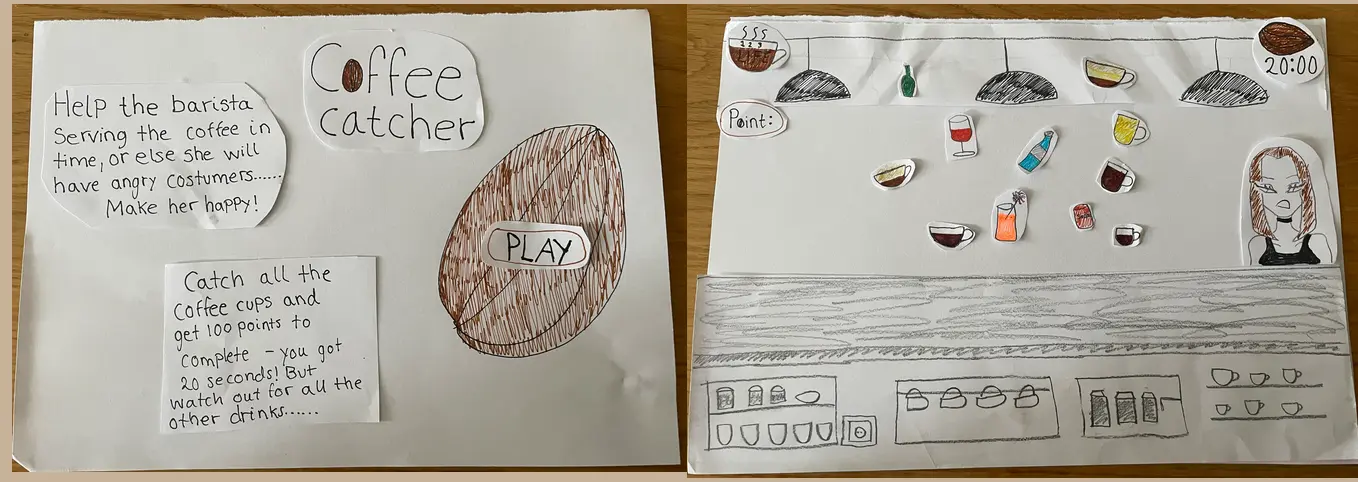 Coffee
catcher
Help the barista
Serving the coffee in
time, or else she will
have angry costumers......
Make her happy!
PLAY
Catch all the
coffee cups and
get 100 points to
complete - you got
20 seconds! But
watch out for all the
other drinks......
20:00
Point: